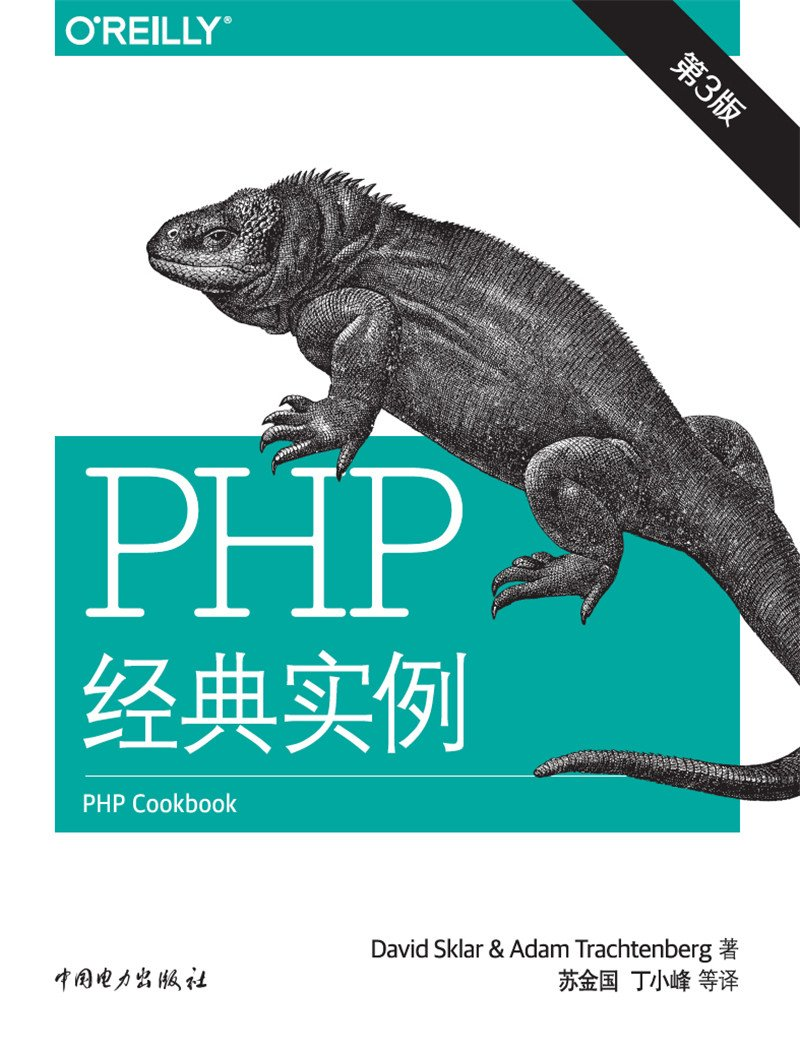 O'REILLY®
第3版
PHP
经典实例
PHP Cookbook
David Sklar & Adam Trachtenberg 著
苏金国 丁小峰 等译
中国电力出版社